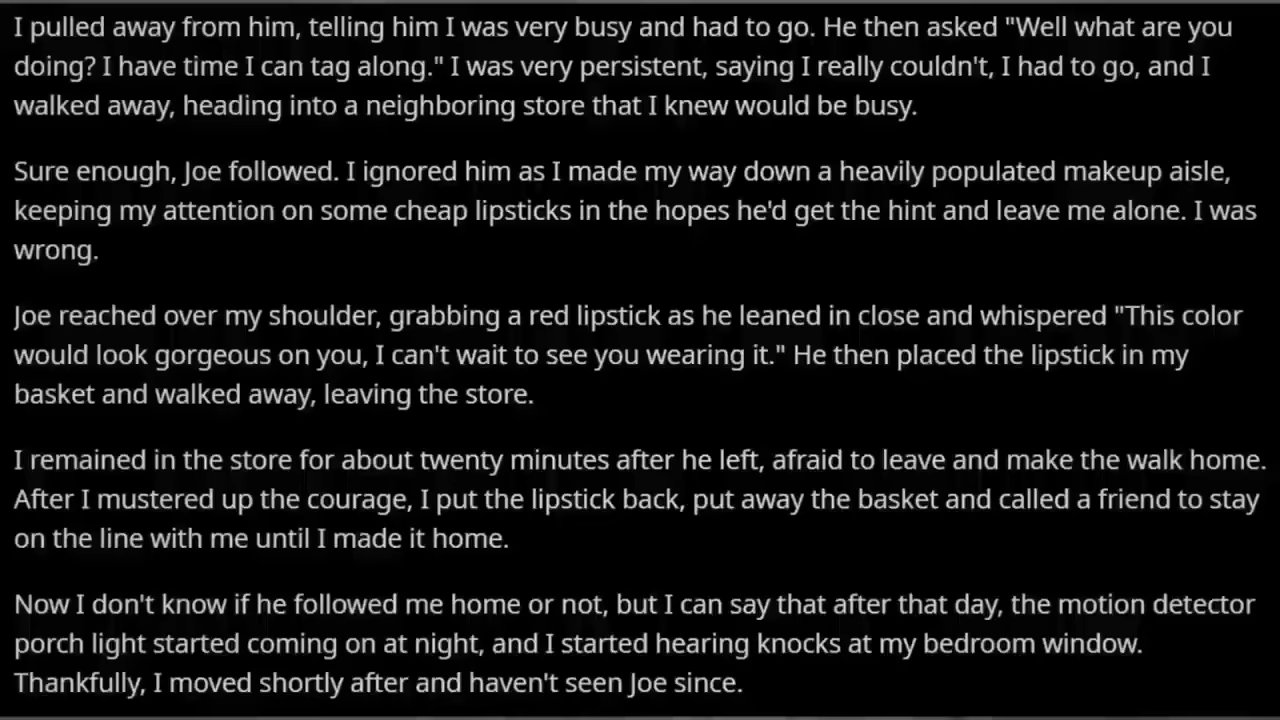 I pulled away from him, telling him I was very busy and had to go. He then asked "Well what are you
doing? I have time I can tag along." I was very persistent, saying I really couldn't, I had to go, and I
walked away, heading into a neighboring store that I knew would be busy.
Sure enough, Joe followed. I ignored him as I made my way down a heavily populated makeup aisle,
keeping my attention on some cheap lipsticks in the hopes he'd get the hint and leave me alone. I was
wrong.
Joe reached over my shoulder, grabbing a red lipstick as he leaned in close and whispered "This color
would look gorgeous on you, I can't wait to see you wearing it." He then placed the lipstick in my
basket and walked away, leaving the store.
I remained in the store for about twenty minutes after he left, afraid to leave and make the walk home.
After I mustered up the courage, I put the lipstick back, put away the basket and called a friend to stay
on the line with me until I made it home.
Now I don't know if he followed me home or not, but I can say that after that day, the motion detector
porch light started coming on at night, and I started hearing knocks at my bedroom window.
Thankfully, I moved shortly after and haven't seen Joe since.